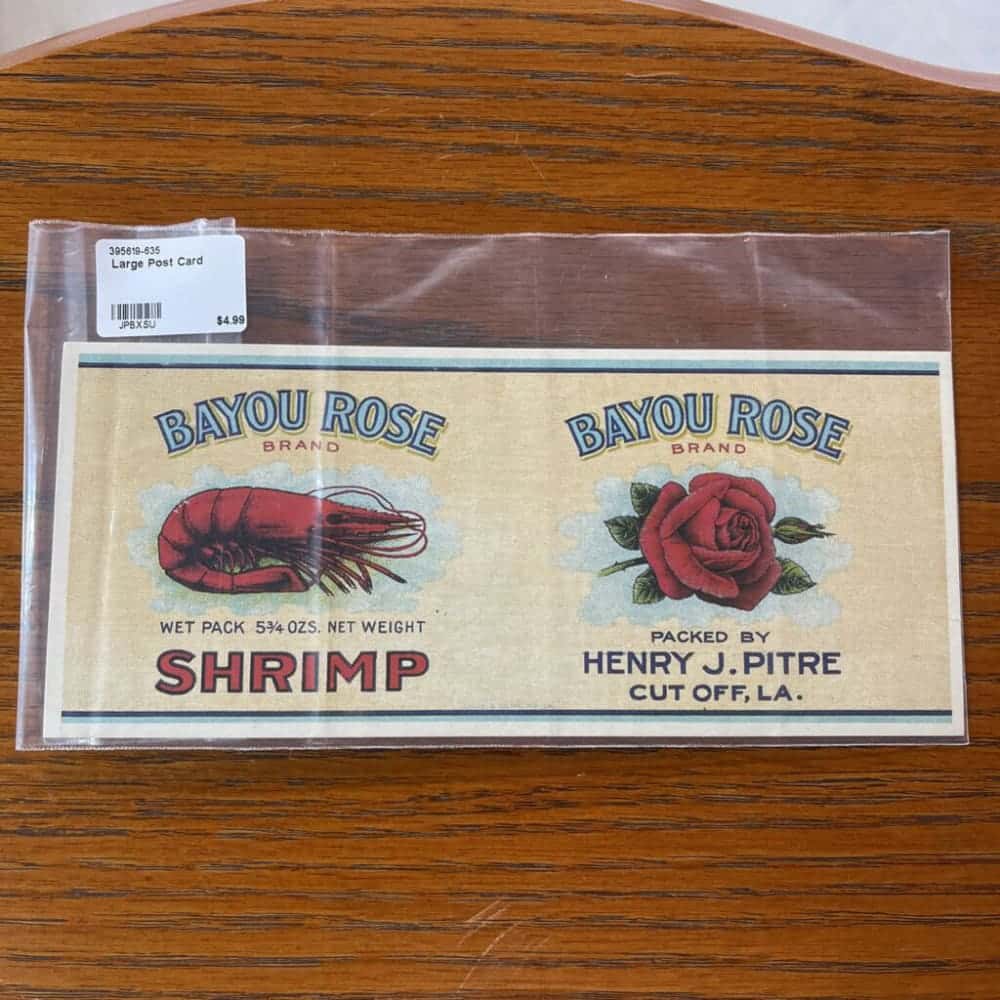 395619-635
Large Post Card
JPBXSU
$4.99
BAYOU ROSE
BRAND
WET PACK 5¾ OZS. NET WEIGHT
SHRIMP
BAYOU ROSE
BRAND
PACKED BY
HENRY J. PITRE
CUT OFF, LA.